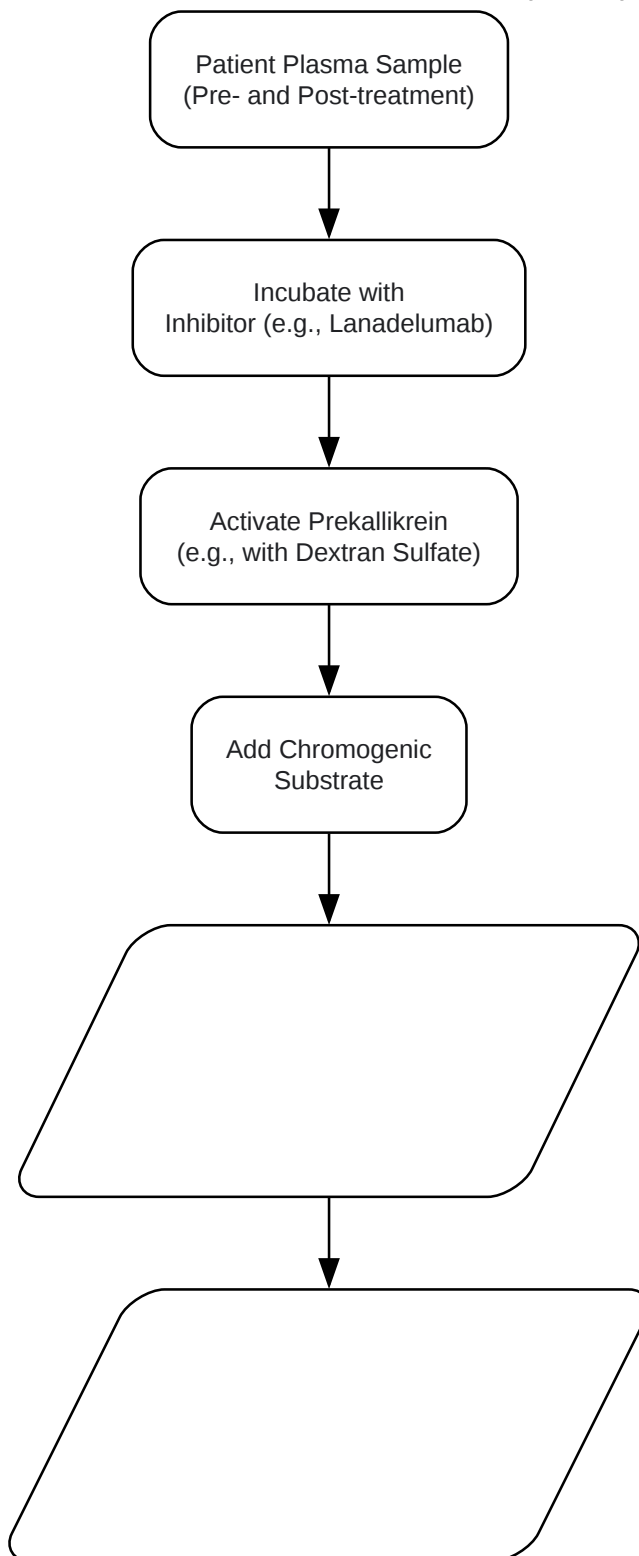 Patient Plasma Sample
(Pre- and Post-treatment)
Incubate with
Inhibitor (e.g., Lanadelumab)
Activate Prekallikrein
(e.g., with Dextran Sulfate)
Add Chromogenic
Substrate